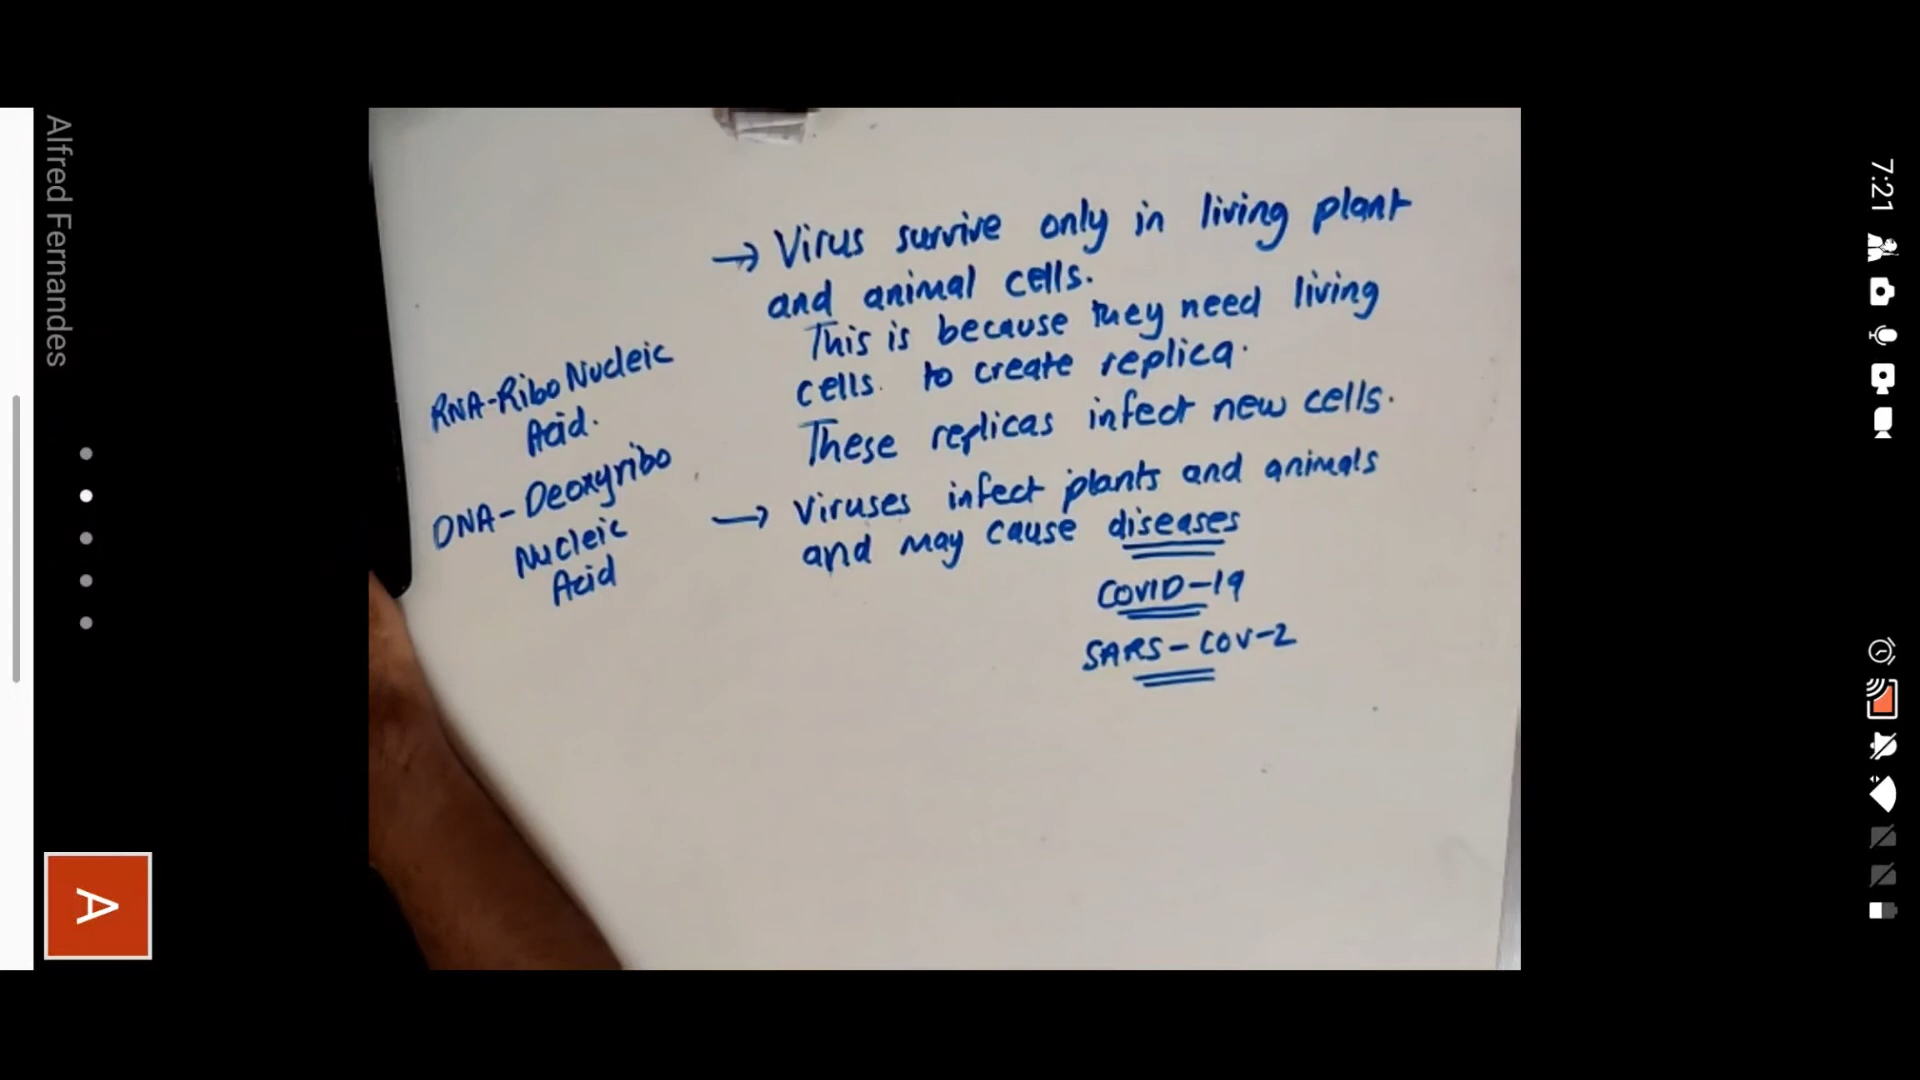 Alfred Fernandes
7:21
→ Virus survive only in living plant
and animal cells.
This is because they need living
cells. to create replica.
These replicas infect new cells.
→ Viruses infect plants and animals
and may cause diseases
COVID-19
SARS-COV-2
RNA-Ribo Nucleic
Acid.
DNA-Deoxyribo
Nucleic
Acid
A